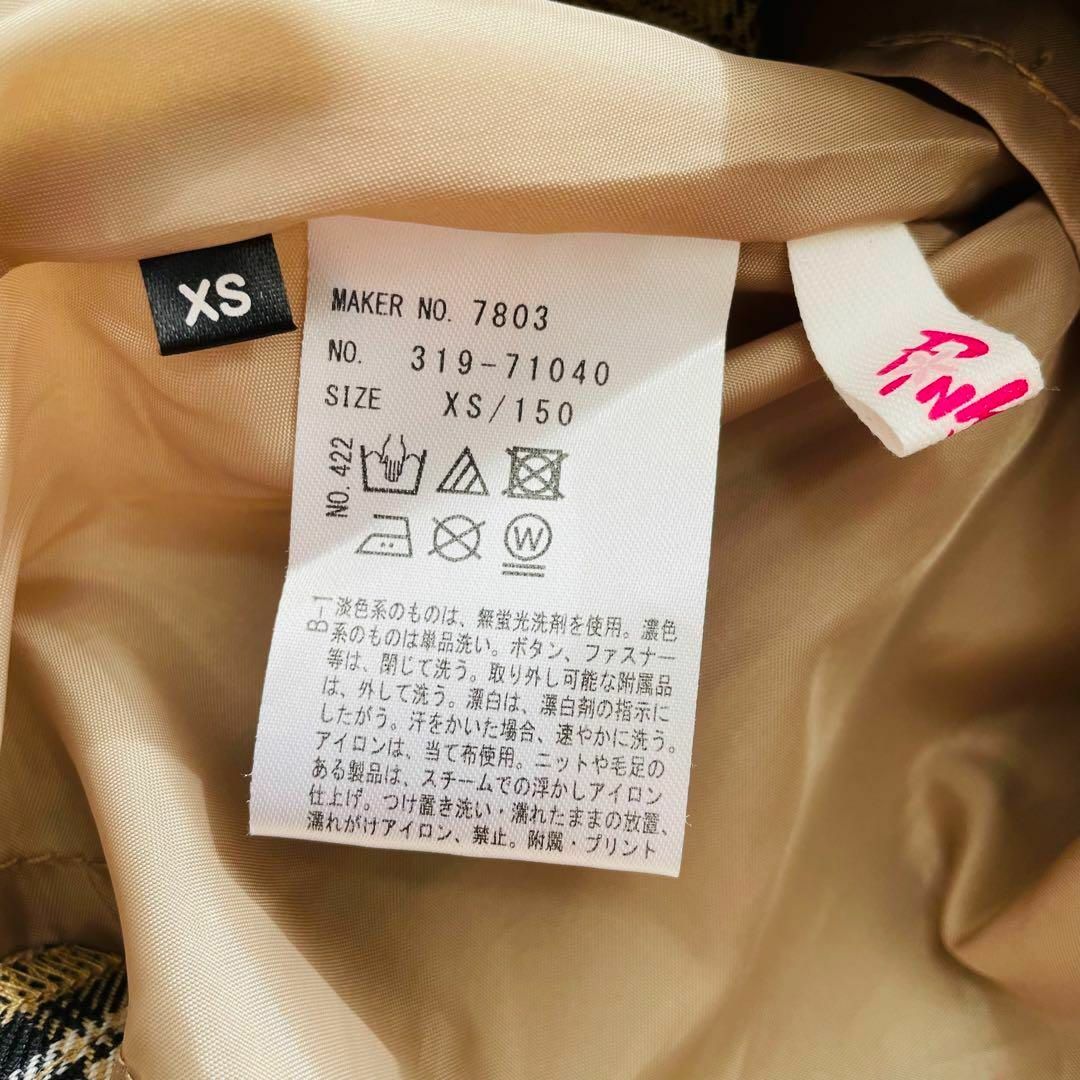 XS
MAKER NO. 7803
NO. 319-71040
SIZE XS/150
NO. 422
W
B-1
淡色系のものは、無蛍光洗剤を使用。濃色
系のものは単品洗い。ボタン、ファスナー
等は、閉じて洗う。取り外し可能な附属品
は、外して洗う。漂白は、漂白剤の指示に
したがう。汗をかいた場合、速やかに洗う。
アイロンは、当て布使用。ニットや毛足の
ある製品は、スチームでの浮かしアイロン
仕上げ。つけ置き洗い・濡れたままの放置、
濡れがけアイロン、禁止。附属・プリント